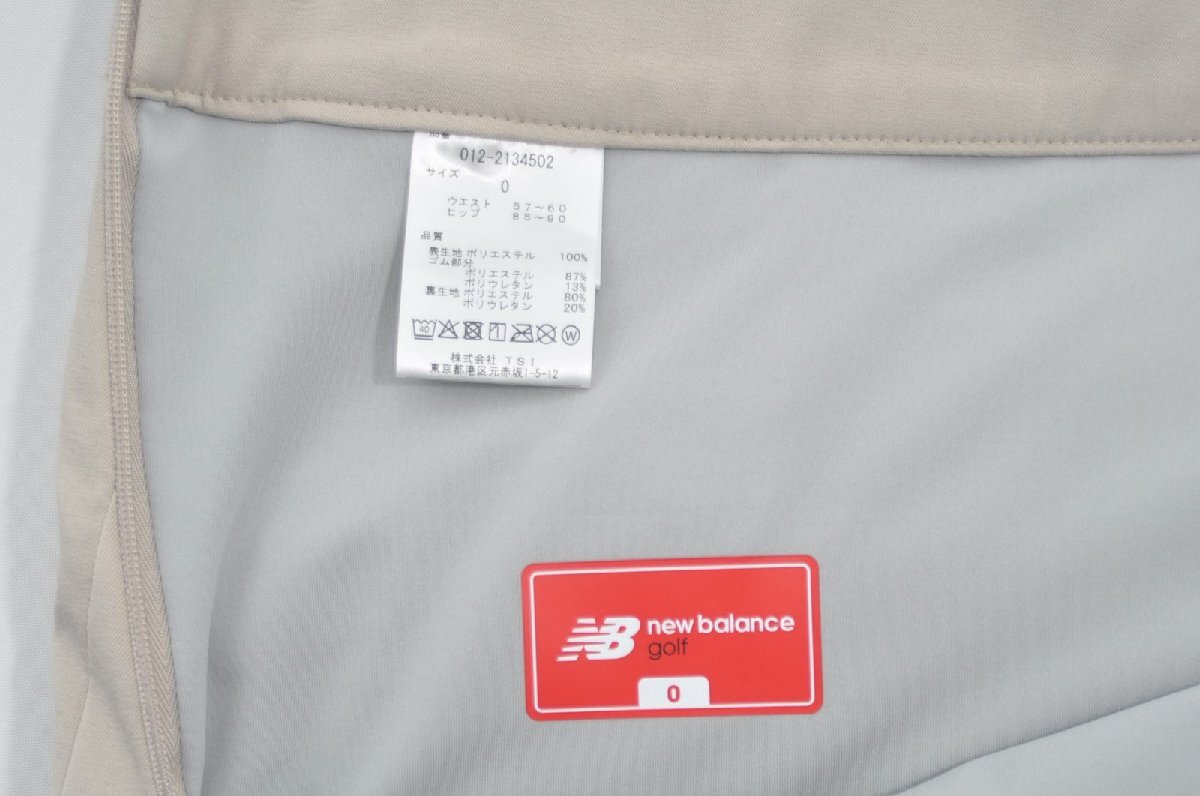 品番
012-2134502
サイズ
0
ウエスト 57～60
ヒップ 85～90
品質
表生地 ポリエステル 100%
ゴム部分
ポリエステル 87%
ポリウレタン 13%
裏生地 ポリエステル 80%
ポリウレタン 20%
40 W
株式会社 TSI
東京都港区元赤坂1-5-12
NB new balance
golf
0